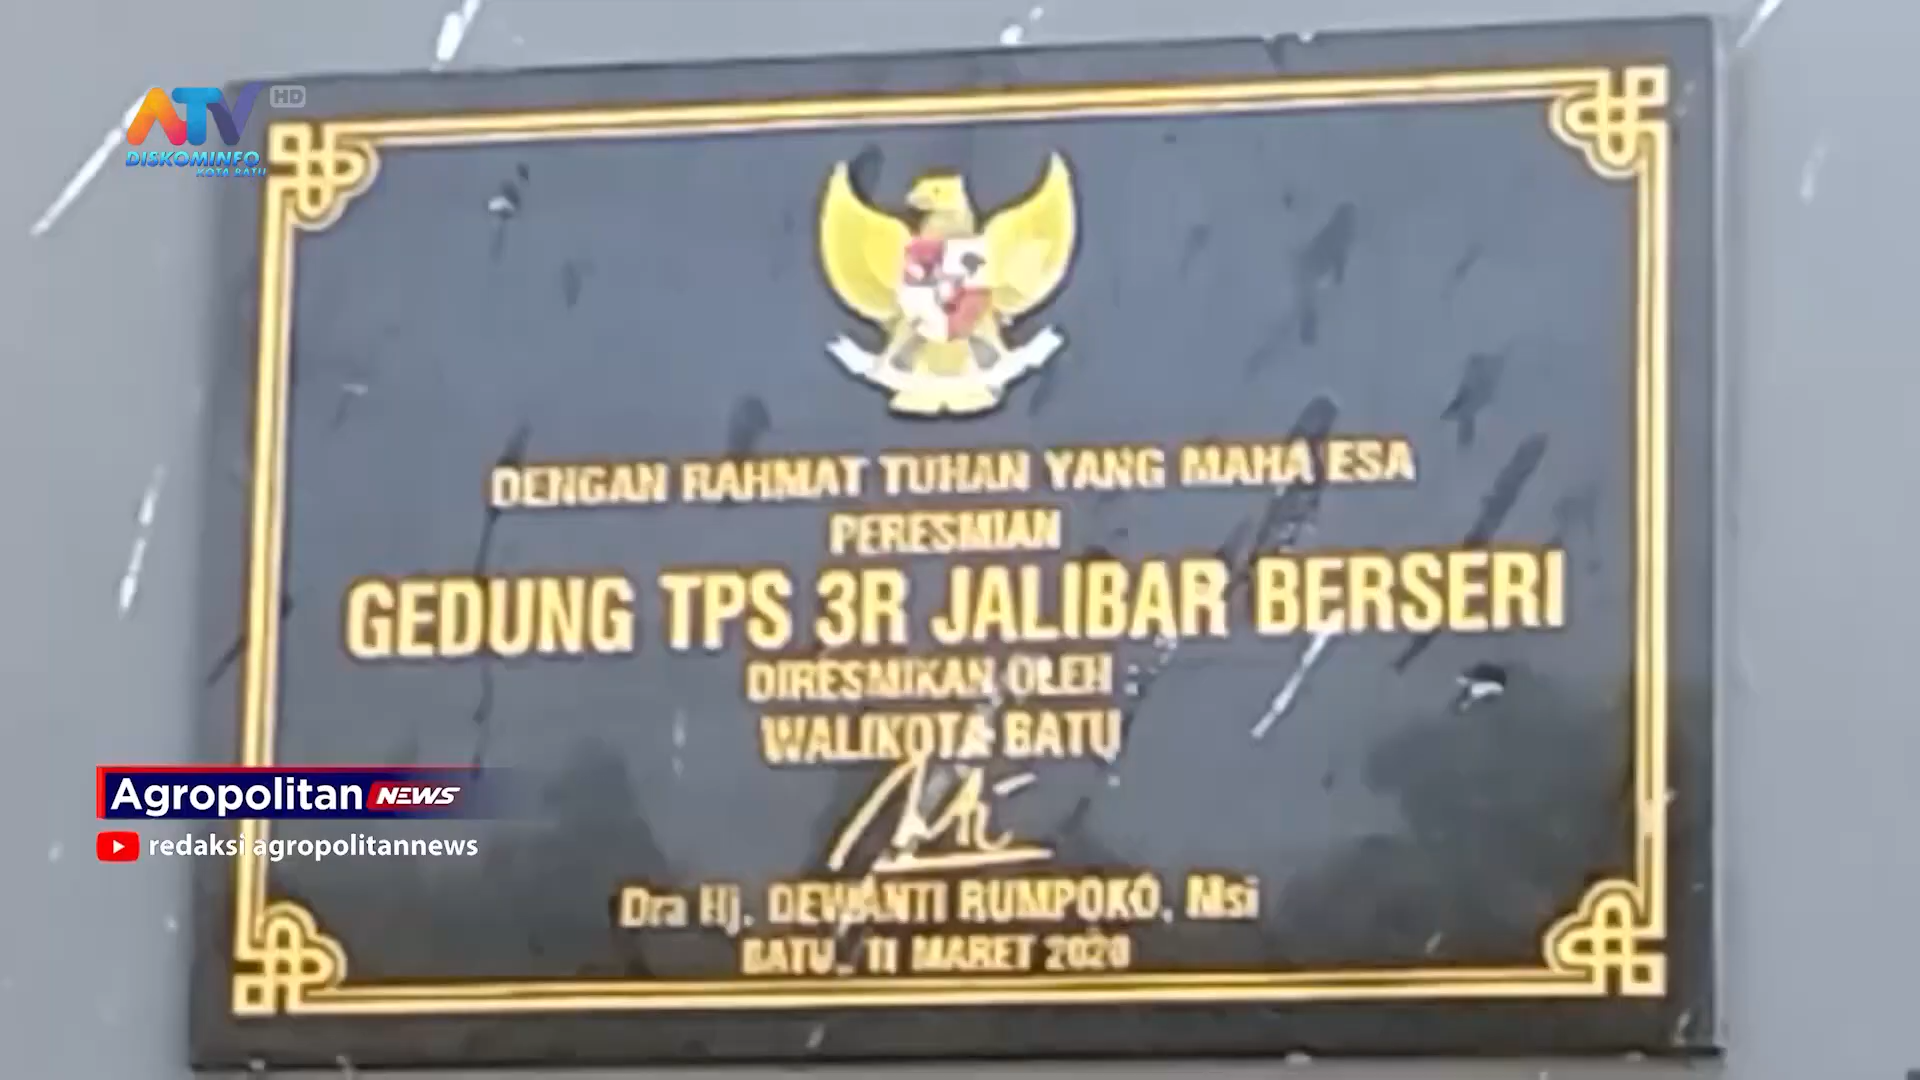 ATV HD
DISKOMINFO
KOTA BATU
DENGAN RAHMAT TUHAN YANG MAHA ESA
PERESMIAN
GEDUNG TPS 3R JALIBAR BERSERI
DIRESMIKAN OLEH :
WALIKOTA BATU
Agropolitan NEWS
redaksi agropolitannews
Dra Hj. DEWANTI RUMPOKO, Msi
BATU, 11 MARET 2020